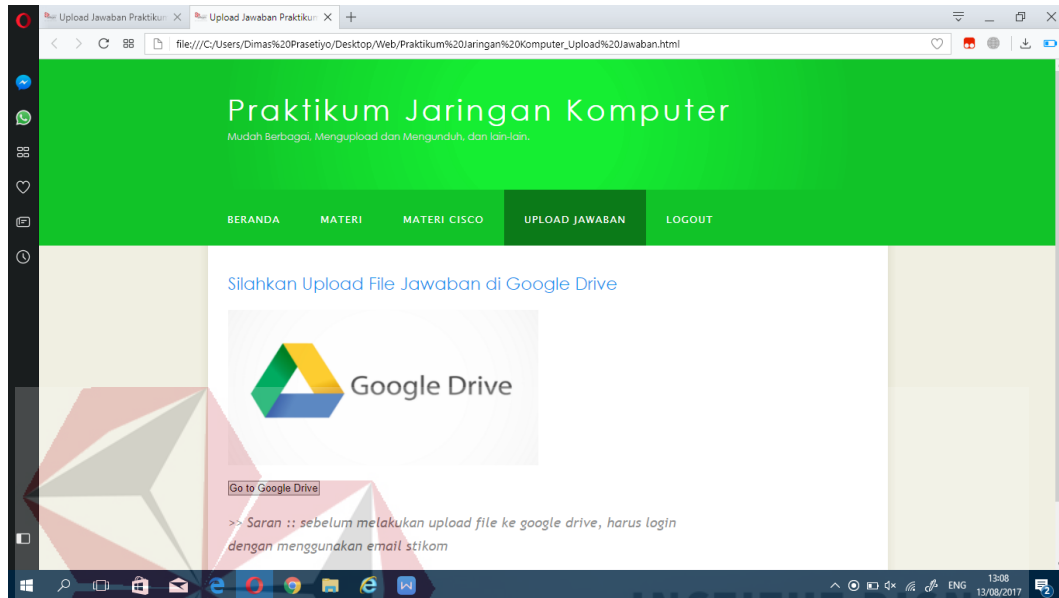 Upload Jawaban Praktikun
Upload Jawaban Praktikun
file:///C:/Users/Dimas%20Prasetiyo/Desktop/Web/Praktikum%20Jaringan%20Komputer_Upload%20Jawaban.html
Praktikum Jaringan Komputer
Mudah Berbagai, Mengupload dan Mengunduh, dan lain-lain.
BERANDA MATERI MATERI CISCO UPLOAD JAWABAN LOGOUT
Silahkan Upload File Jawaban di Google Drive
Google Drive
Go to Google Drive
>> Saran :: sebelum melakukan upload file ke google drive, harus login
dengan menggunakan email stikom
ENG
13:08
13/08/2017
2